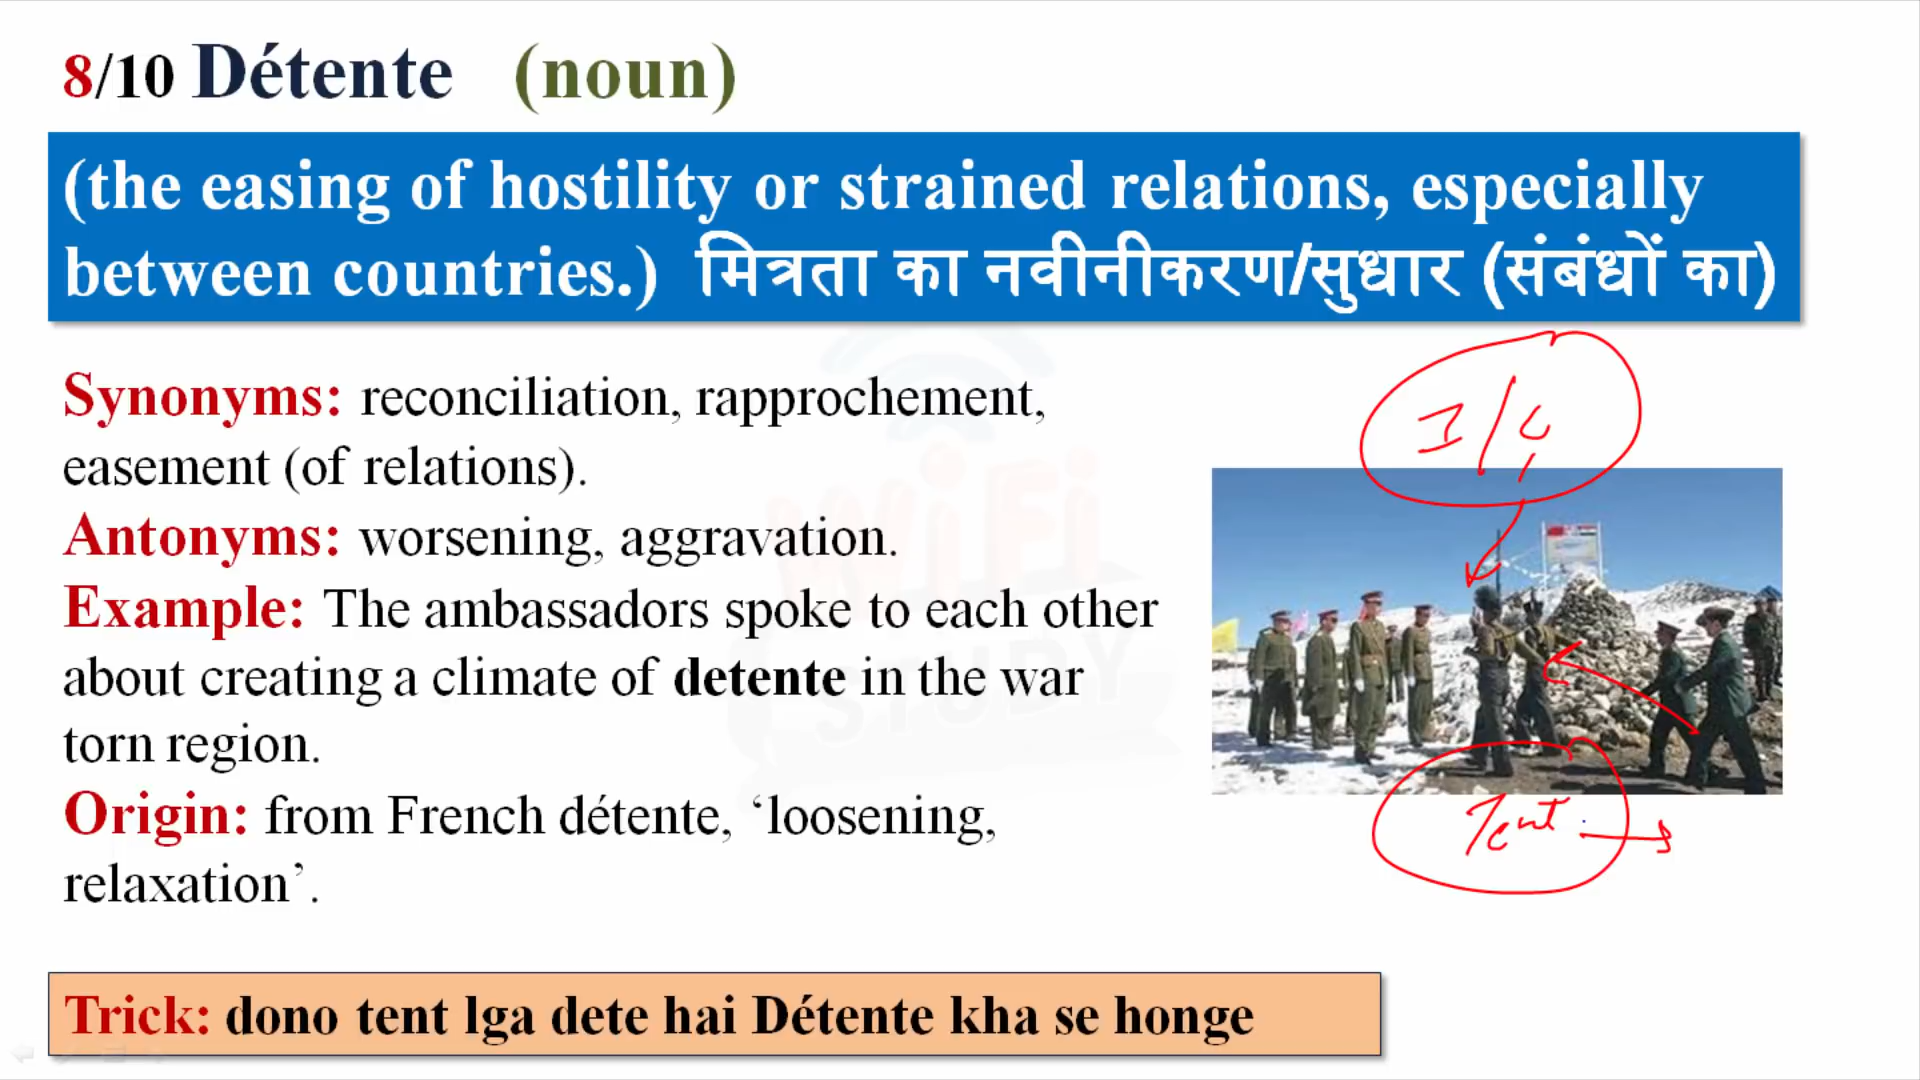 8/10 Détente (noun)
(the easing of hostility or strained relations, especially
between countries.) मित्रता का नवीनीकरण/सुधार (संबंधों का)
Synonyms: reconciliation, rapprochement,
easement (of relations).
Antonyms: worsening, aggravation.
Example: The ambassadors spoke to each other
about creating a climate of detente in the war
torn region.
Origin: from French détente, ‘loosening,
relaxation’.
Trick: dono tent lga dete hai Détente kha se honge
WiFi
STUDY
Tent